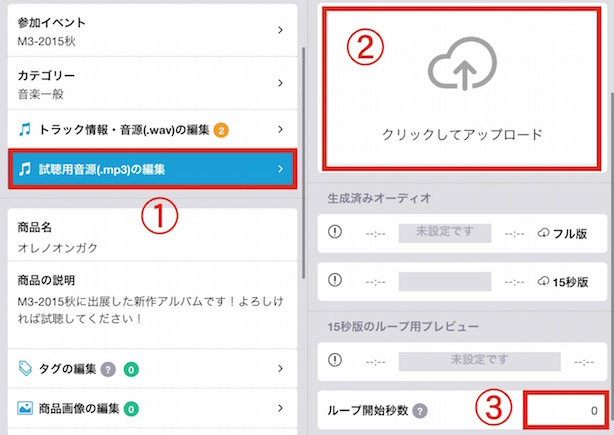 参加イベント
M3-2015秋
カテゴリー
音楽一般
トラック情報・音源(.wav)の編集 2
試聴用音源(.mp3)の編集
①
商品名
オレノオンガク
商品の説明
M3-2015秋に出展した新作アルバムです！よろしけ
れば試聴してください！
タグの編集 ? 0
商品画像の編集 0
②
クリックしてアップロード
生成済みオーディオ
--:-- 未設定です --:-- フル版
--:-- --:-- 15秒版
15秒版のループ用プレビュー
--:-- 未設定です --:--
③
ループ開始秒数 ? 0